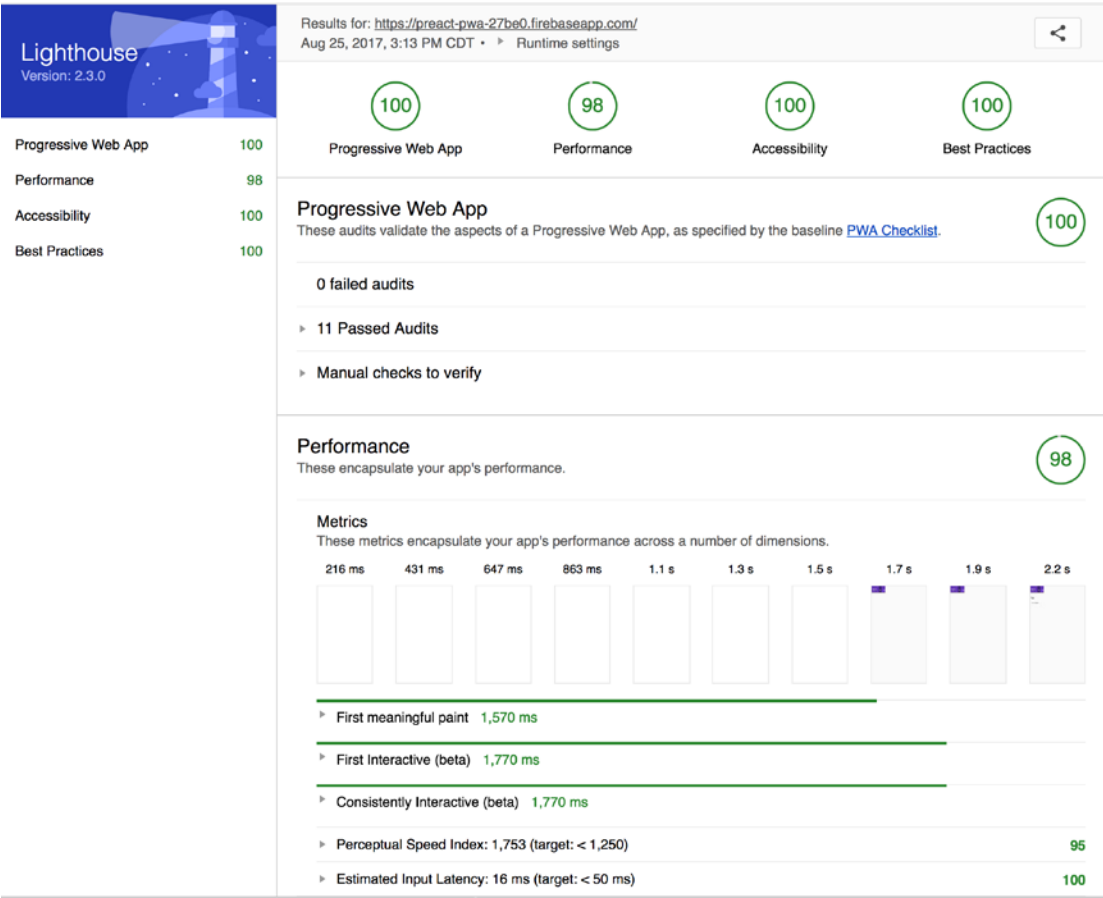 Lighthouse
Version: 2.3.0
Progressive Web App 100
Performance 98
Accessibility 100
Best Practices 100
Results for: https://preact-pwa-27be0.firebaseapp.com/
Aug 25, 2017, 3:13 PM CDT • Runtime settings
100 98 100 100
Progressive Web App Performance Accessibility Best Practices
Progressive Web App
These audits validate the aspects of a Progressive Web App, as specified by the baseline PWA Checklist.
100
0 failed audits
11 Passed Audits
Manual checks to verify
Performance
These encapsulate your app's performance.
98
Metrics
These metrics encapsulate your app's performance across a number of dimensions.
216 ms 431 ms 647 ms 863 ms 1.1 s 1.3 s 1.5 s 1.7 s 1.9 s 2.2 s
First meaningful paint 1,570 ms
First Interactive (beta) 1,770 ms
Consistently Interactive (beta) 1,770 ms
Perceptual Speed Index: 1,753 (target: < 1,250) 95
Estimated Input Latency: 16 ms (target: < 50 ms) 100